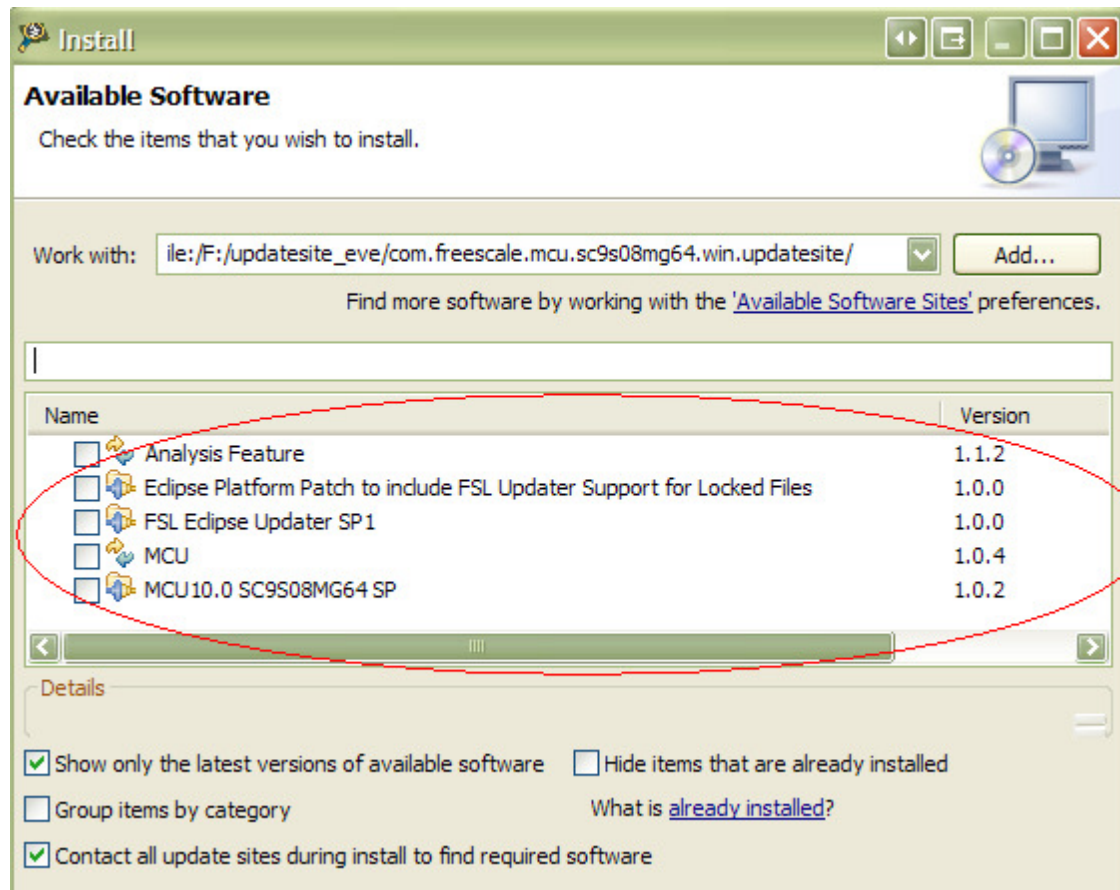 Install
Available Software
Check the items that you wish to install.
Work with: ile:/F:/updatesite_eve/com.freescale.mcu.sc9s08mg64.win.updatesite/ Add...
Find more software by working with the 'Available Software Sites' preferences.
Name Version
Analysis Feature 1.1.2
Eclipse Platform Patch to include FSL Updater Support for Locked Files 1.0.0
FSL Eclipse Updater SP1 1.0.0
MCU 1.0.4
MCU10.0 SC9S08MG64 SP 1.0.2
Details
Show only the latest versions of available software Hide items that are already installed
Group items by category What is already installed?
Contact all update sites during install to find required software